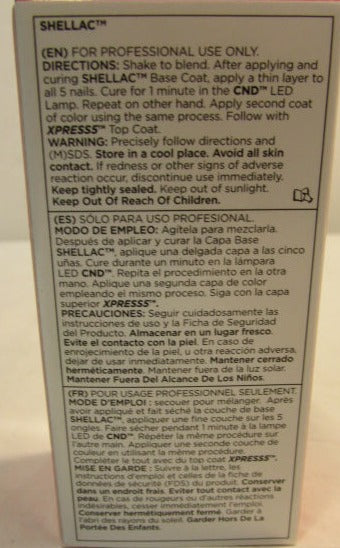 SHELLAC™
(EN) FOR PROFESSIONAL USE ONLY.
DIRECTIONS: Shake to blend. After applying and
curing SHELLAC™ Base Coat, apply a thin layer to
all 5 nails. Cure for 1 minute in the CND™ LED
Lamp. Repeat on other hand. Apply second coat
of color using the same process. Follow with
XPRESS5™ Top Coat.
WARNING: Precisely follow directions and
(M)SDS. Store in a cool place. Avoid all skin
contact. If redness or other signs of adverse
reaction occur, discontinue use immediately.
Keep tightly sealed. Keep out of sunlight.
Keep Out Of Reach Of Children.
(ES) SÓLO PARA USO PROFESIONAL.
MODO DE EMPLEO: Agítela para mezclarla.
Después de aplicar y curar la Capa Base
SHELLAC™, aplique una delgada capa a las cinco
uñas. Cure durante un minuto en la lámpara
LED CND™. Repita el procedimiento en la otra
mano. Aplique una segunda capa de color
empleando el mismo proceso. Siga con la capa
superior XPRESS5™.
PRECAUCIONES: Seguir cuidadosamente las
instrucciones de uso y la Ficha de Seguridad
del Producto. Almacenar en un lugar fresco.
Evite el contacto con la piel. En caso de
enrojecimiento de la piel, u otra reacción adversa,
dejar de usar inmediatamente. Mantener cerrado
herméticamente. Mantener fuera de la luz solar.
Mantener Fuera Del Alcance De Los Niños.
(FR) POUR USAGE PROFESSIONNEL SEULEMENT.
MODE D'EMPLOI : secouer pour mélanger. Après
avoir appliqué et fait séché la couche de base
SHELLAC™, appliquer une fine couche sur les 5
ongles. Faire sécher pendant 1 minute à la lampe
LED de CND™. Répéter la même procédure sur
l'autre main. Appliquer une seconde couche de
couleur en utilisant la même procédure.
Compléter le tout avec du top coat XPRESS5™.
MISE EN GARDE : Suivre à la lettre, les
instructions d'emploi et celles de la fiche de
données de sécurité (FDS) du produit. Conserver
dans un endroit frais. Éviter tout contact avec la
peau. En cas de rougeurs ou d'autres réactions
indésirables, cesser immédiatement l'emploi.
Conserver hermétiquement fermé. Garder à
l'abri des rayons du soleil. Garder Hors De La
Portée Des Enfants.